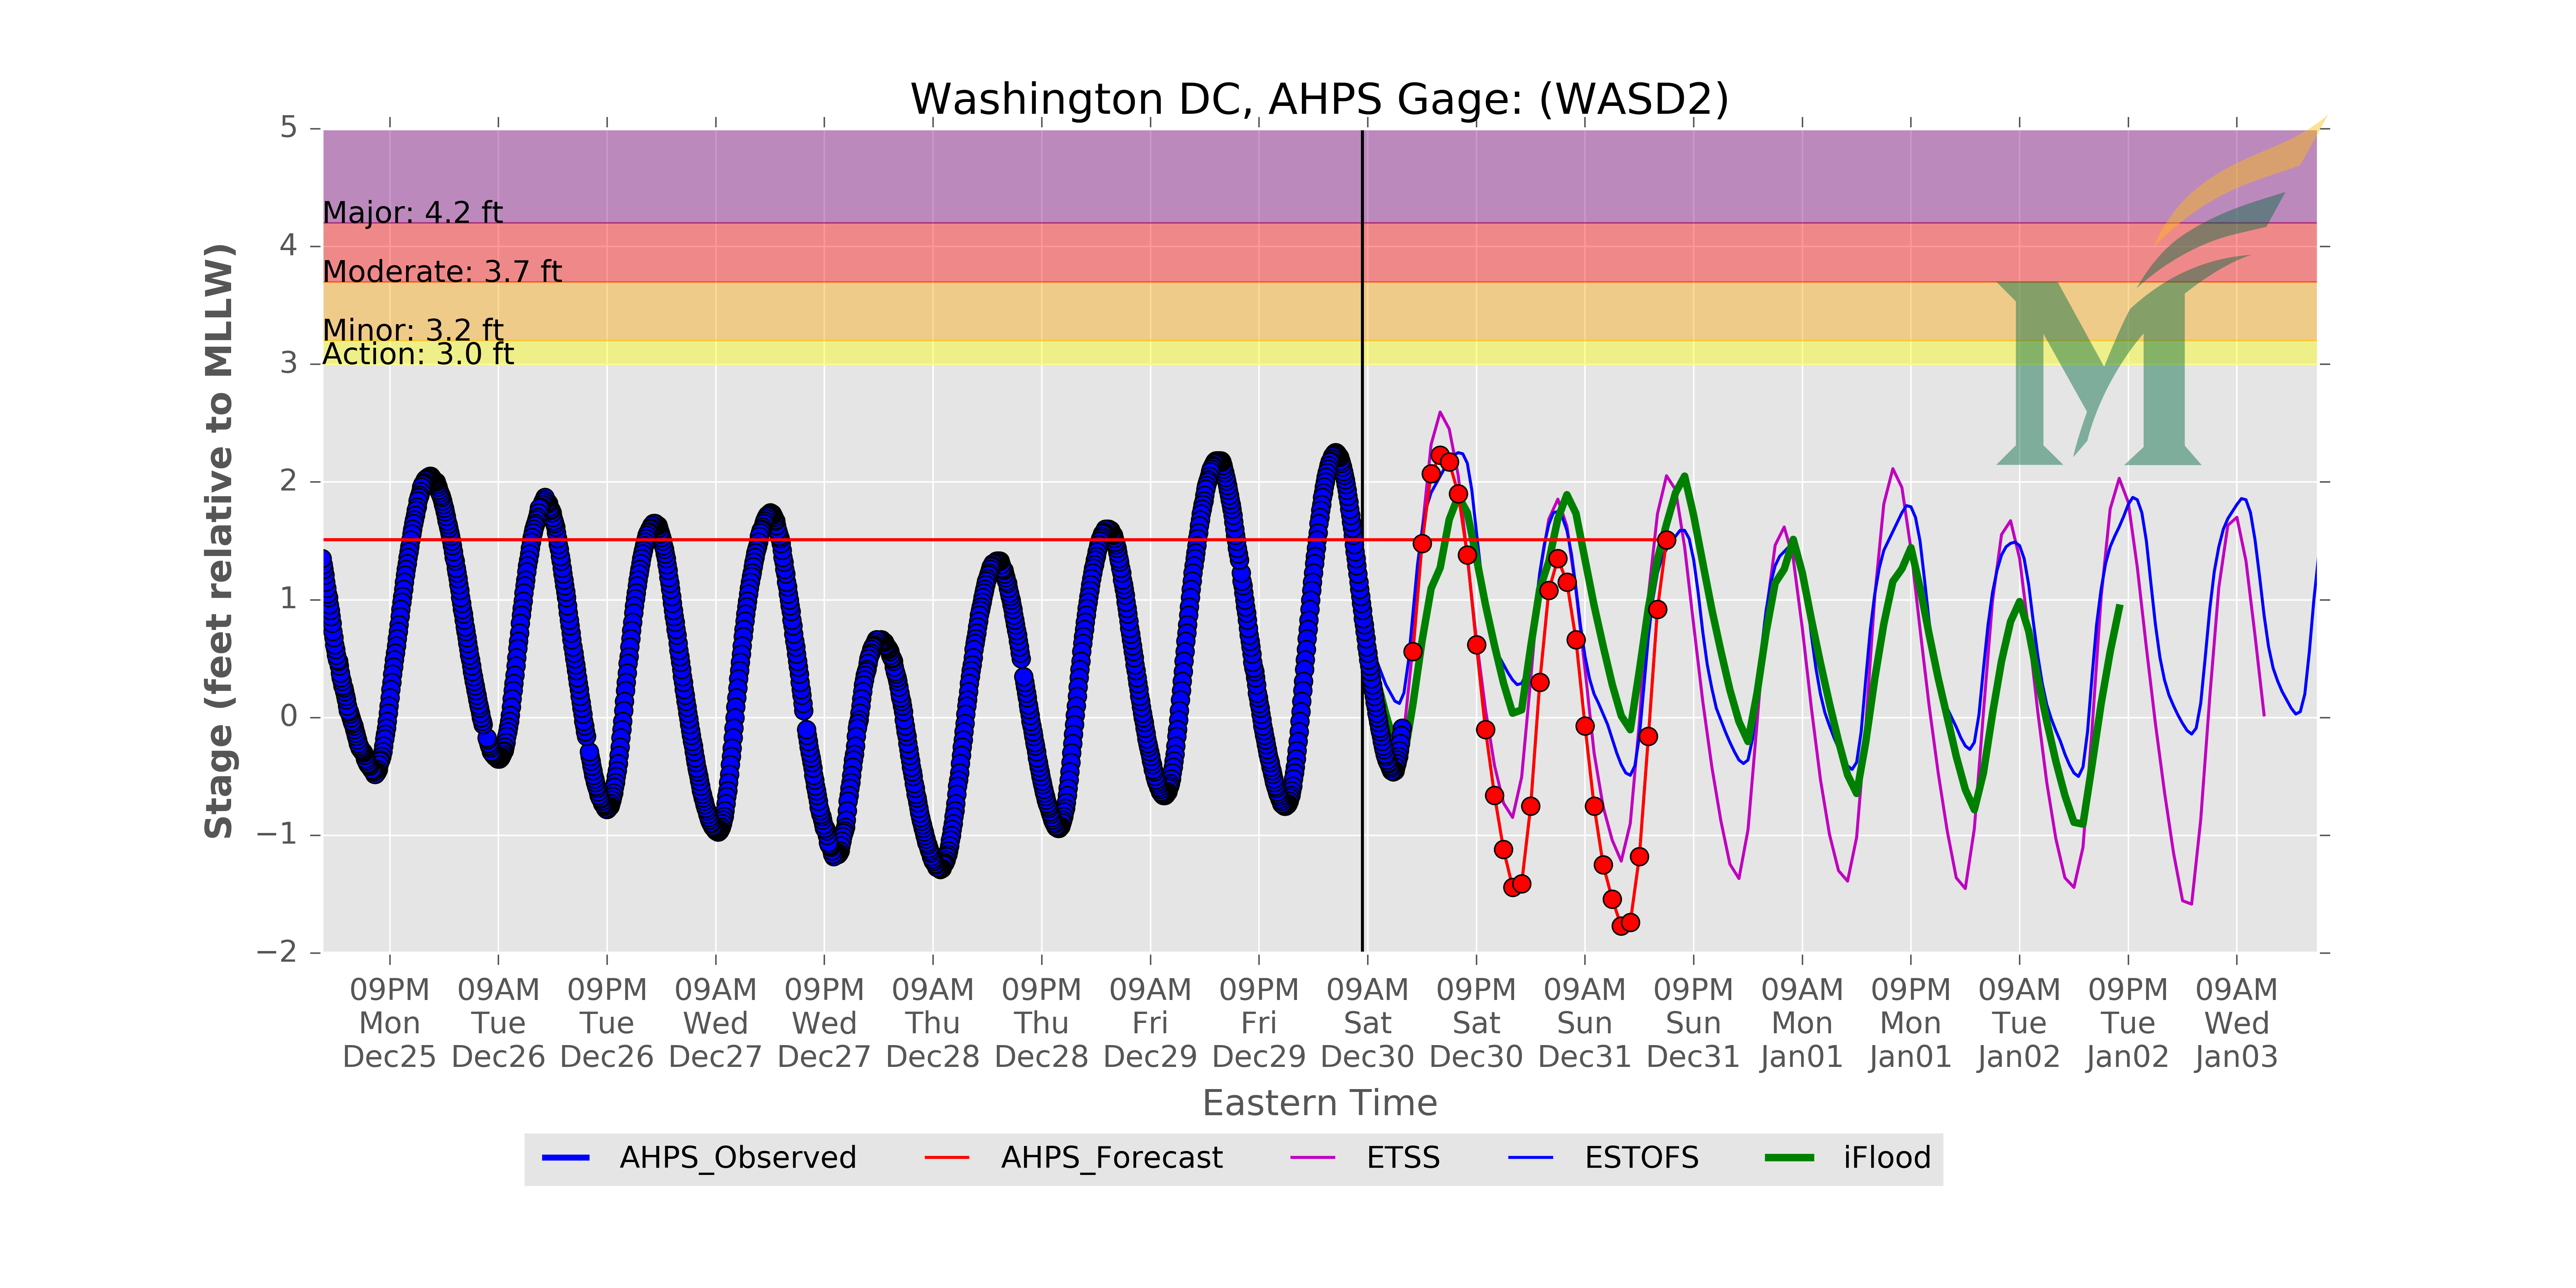 Washington DC, AHPS Gage: (WASD2)
5
4
3
2
1
0
−1
−2
Stage (feet relative to MLLW)
Major: 4.2 ft
Moderate: 3.7 ft
Minor: 3.2 ft
Action: 3.0 ft
M
09PM Mon Dec25
09AM Tue Dec26
09PM Tue Dec26
09AM Wed Dec27
09PM Wed Dec27
09AM Thu Dec28
09PM Thu Dec28
09AM Fri Dec29
09PM Fri Dec29
09AM Sat Dec30
09PM Sat Dec30
09AM Sun Dec31
09PM Sun Dec31
09AM Mon Jan01
09PM Mon Jan01
09AM Tue Jan02
09PM Tue Jan02
09AM Wed Jan03
Eastern Time
AHPS_Observed
AHPS_Forecast
ETSS
ESTOFS
iFlood